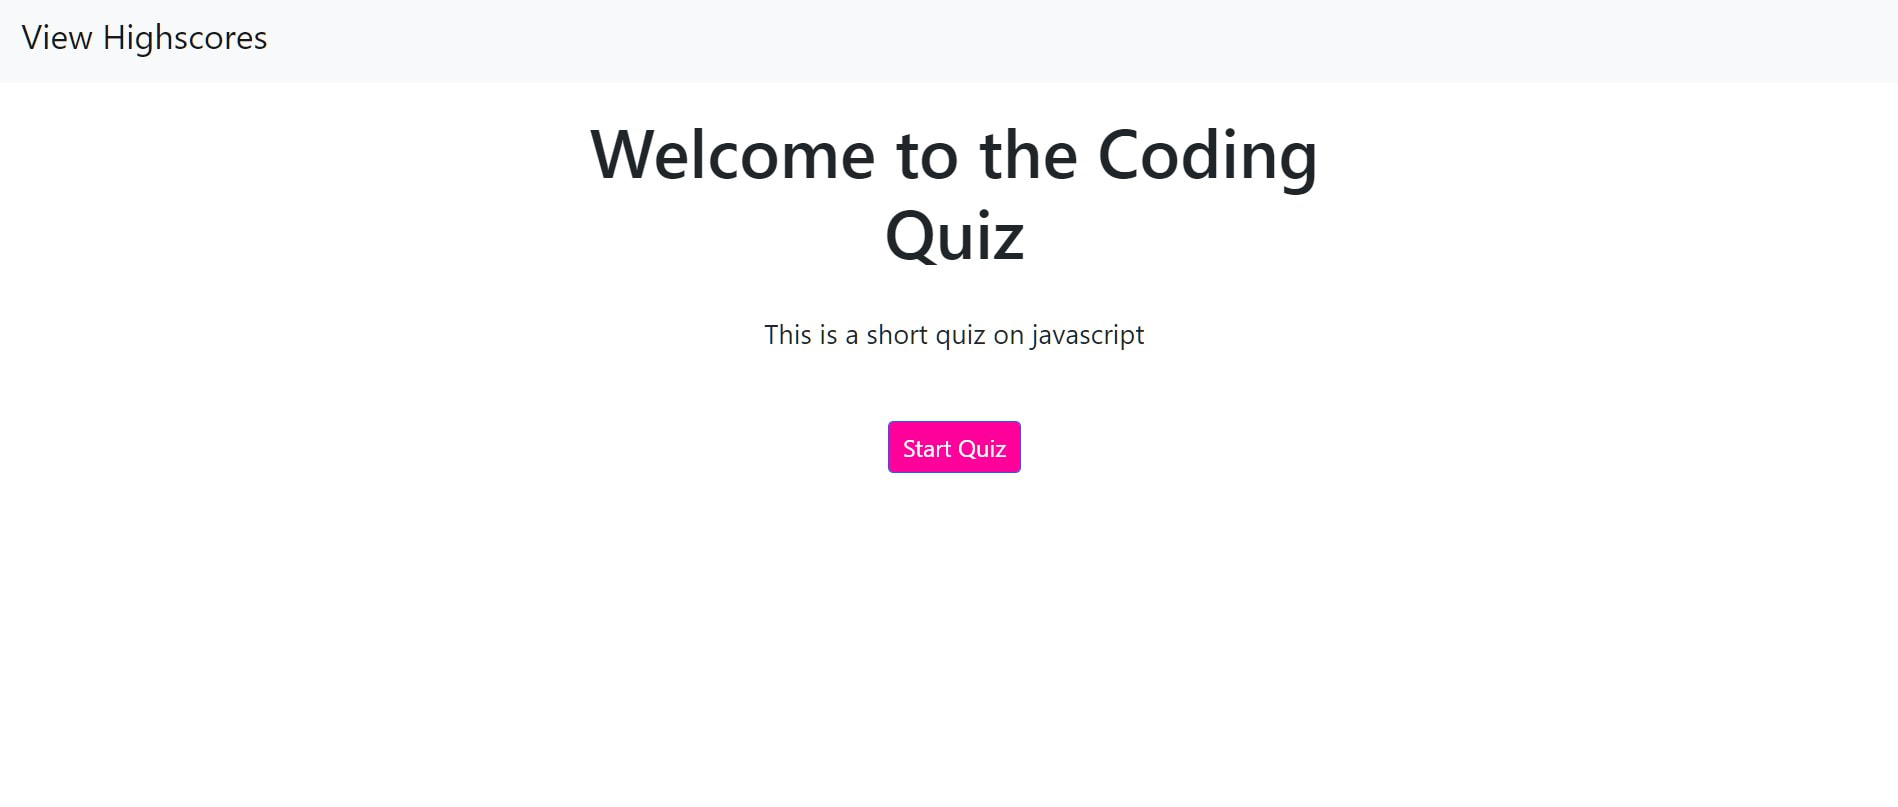 View Highscores
Welcome to the Coding
Quiz
This is a short quiz on javascript
Start Quiz